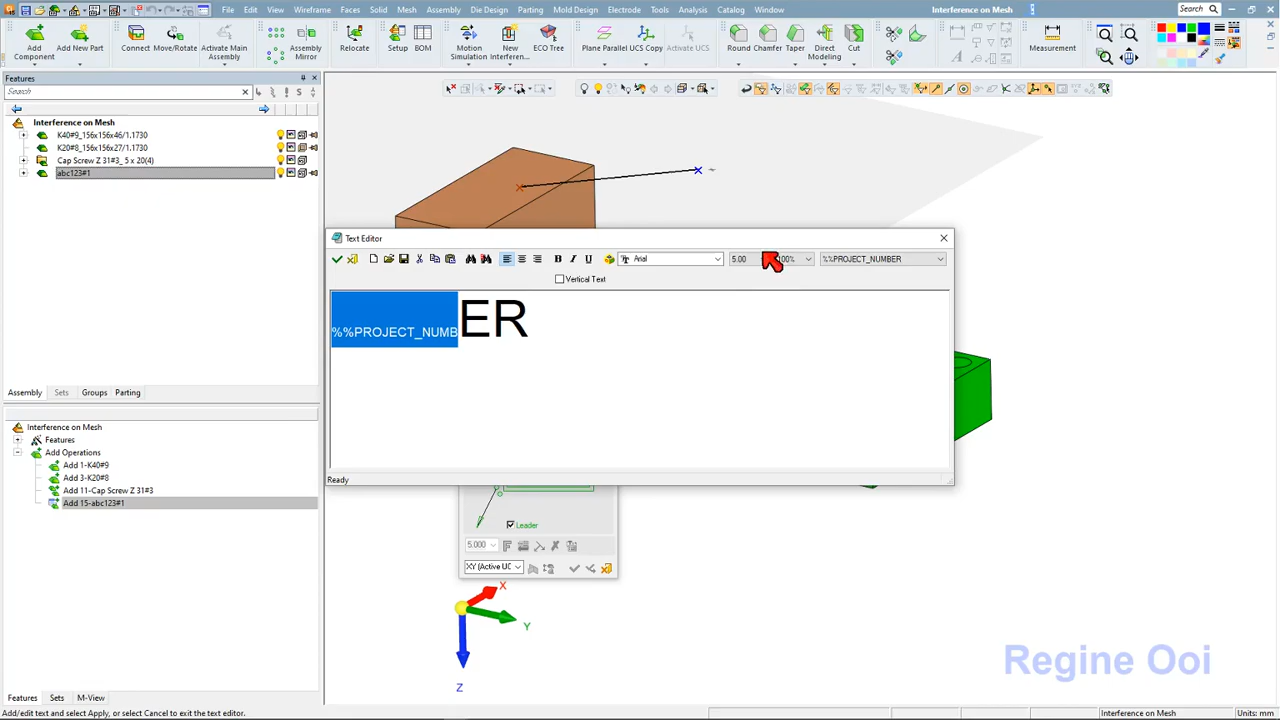 File Edit View Wireframe Faces Solid Mesh Assembly Die Design Parting Mold Design Electrode Tools Analysis Catalog Window
Interference on Mesh
Search
Add Component
Add New Part
Connect
Move/Rotate
Activate Main Assembly
Assembly Mirror
Relocate
Setup
BOM
Motion Simulation
New Interferen...
ECO Tree
Plane Parallel
UCS Copy
Activate UCS
Round
Chamfer
Taper
Direct Modeling
Cut
Measurement
Features
Search
Interference on Mesh
K40#9_156x156x46/1.1730
K20#8_156x156x27/1.1730
Cap Screw Z 31#3_ 5 x 20(4)
abc123#1
Text Editor
Arial
5.00
100%
%%PROJECT_NUMBER
Vertical Text
%%PROJECT_NUMBER
Ready
Assembly Sets Groups Parting
Interference on Mesh
Features
Add Operations
Add 1-K40#9
Add 3-K20#8
Add 11-Cap Screw Z 31#3
Add 15-abc123#1
Leader
5.000
XY (Active UC
X
Y
Z
Regine Ooi
Features Sets M-View
Add/edit text and select Apply, or select Cancel to exit the text editor.
Interference on Mesh
Units: mm